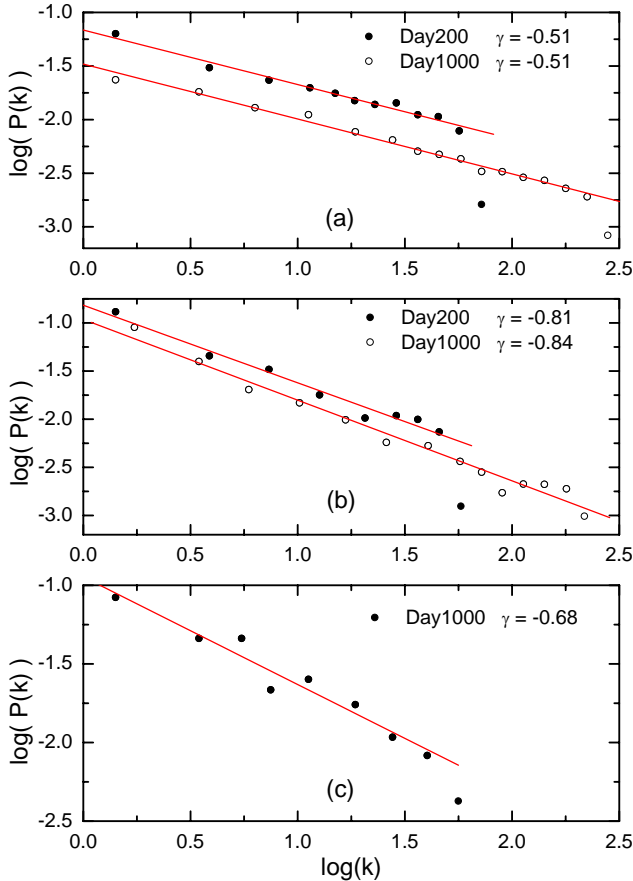 -1.0
-1.5
-2.0
-2.5
-3.0
log( P(k) )
Day200 γ = -0.51
Day1000 γ = -0.51
(a)
0.0 0.5 1.0 1.5 2.0 2.5
-1.0
-1.5
-2.0
-2.5
-3.0
log( P(k) )
Day200 γ = -0.81
Day1000 γ = -0.84
(b)
0.0 0.5 1.0 1.5 2.0 2.5
-1.0
-1.5
-2.0
-2.5
log( P(k) )
Day1000 γ = -0.68
(c)
0.0 0.5 1.0 1.5 2.0 2.5
log(k)